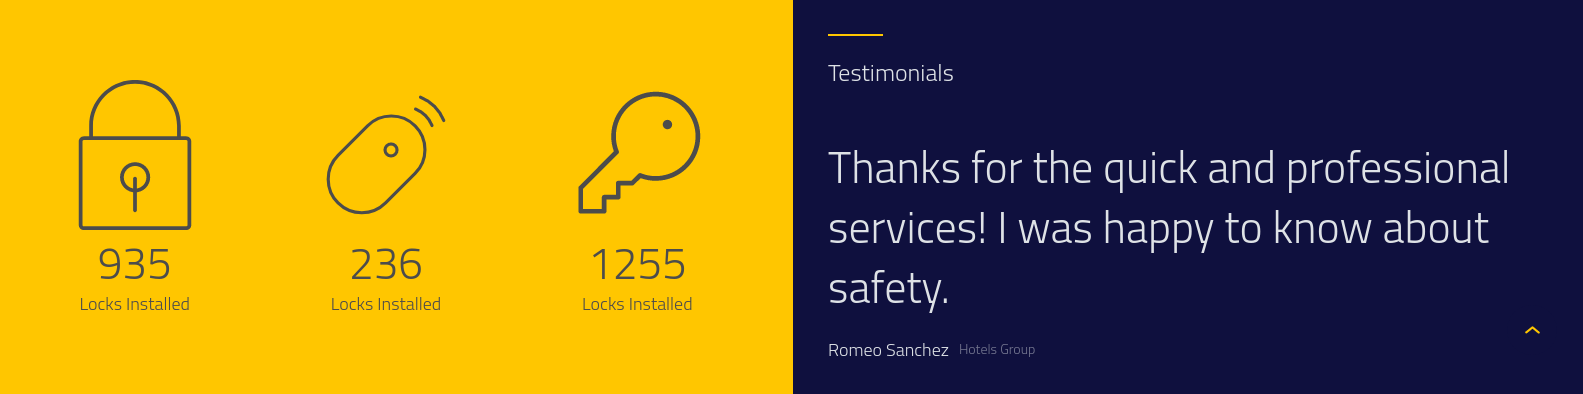 935
Locks Installed
236
Locks Installed
1255
Locks Installed
Testimonials
Thanks for the quick and professional
services! I was happy to know about
safety.
Romeo Sanchez Hotels Group